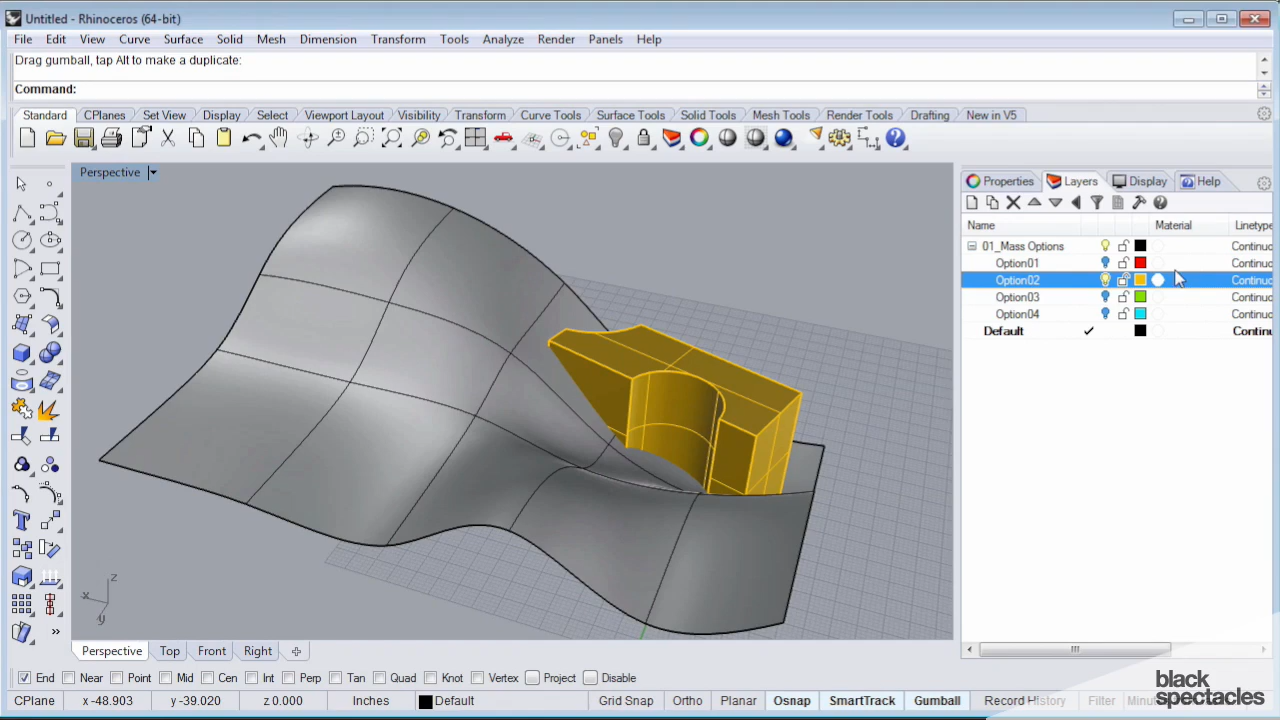 Untitled - Rhinoceros (64-bit)
File Edit View Curve Surface Solid Mesh Dimension Transform Tools Analyze Render Panels Help
Drag gumball, tap Alt to make a duplicate:
Command:
Standard CPlanes Set View Display Select Viewport Layout Visibility Transform Curve Tools Surface Tools Solid Tools Mesh Tools Render Tools Drafting New in V5
Perspective
Properties Layers Display Help
Name Material Linetype
01_Mass Options Continuo
Option01 Continuo
Option02 Continuo
Option03 Continuo
Option04 Continuo
Default Continu
z
x
y
Perspective Top Front Right
End Near Point Mid Cen Int Perp Tan Quad Knot Vertex Project Disable
CPlane x -48.903 y -39.020 z 0.000 Inches Default Grid Snap Ortho Planar Osnap SmartTrack Gumball Record History Filter
black
spectacles